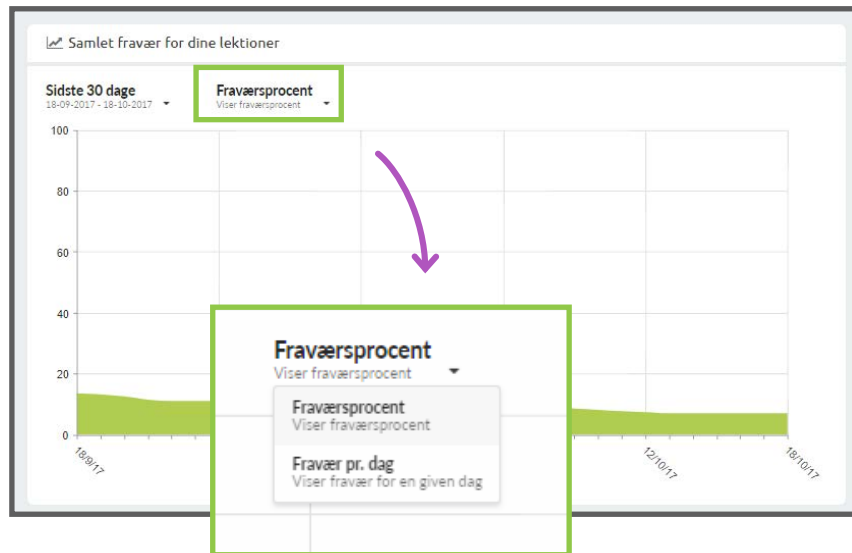 Samlet fravær for dine lektioner
Sidste 30 dage
18-09-2017 - 18-10-2017
Fraværsprocent
Viser fraværsprocent
100
80
60
40
20
0
18/9/17
12/10/17
18/10/17
Fraværsprocent
Viser fraværsprocent
Fraværsprocent
Viser fraværsprocent
Fravær pr. dag
Viser fravær for en given dag